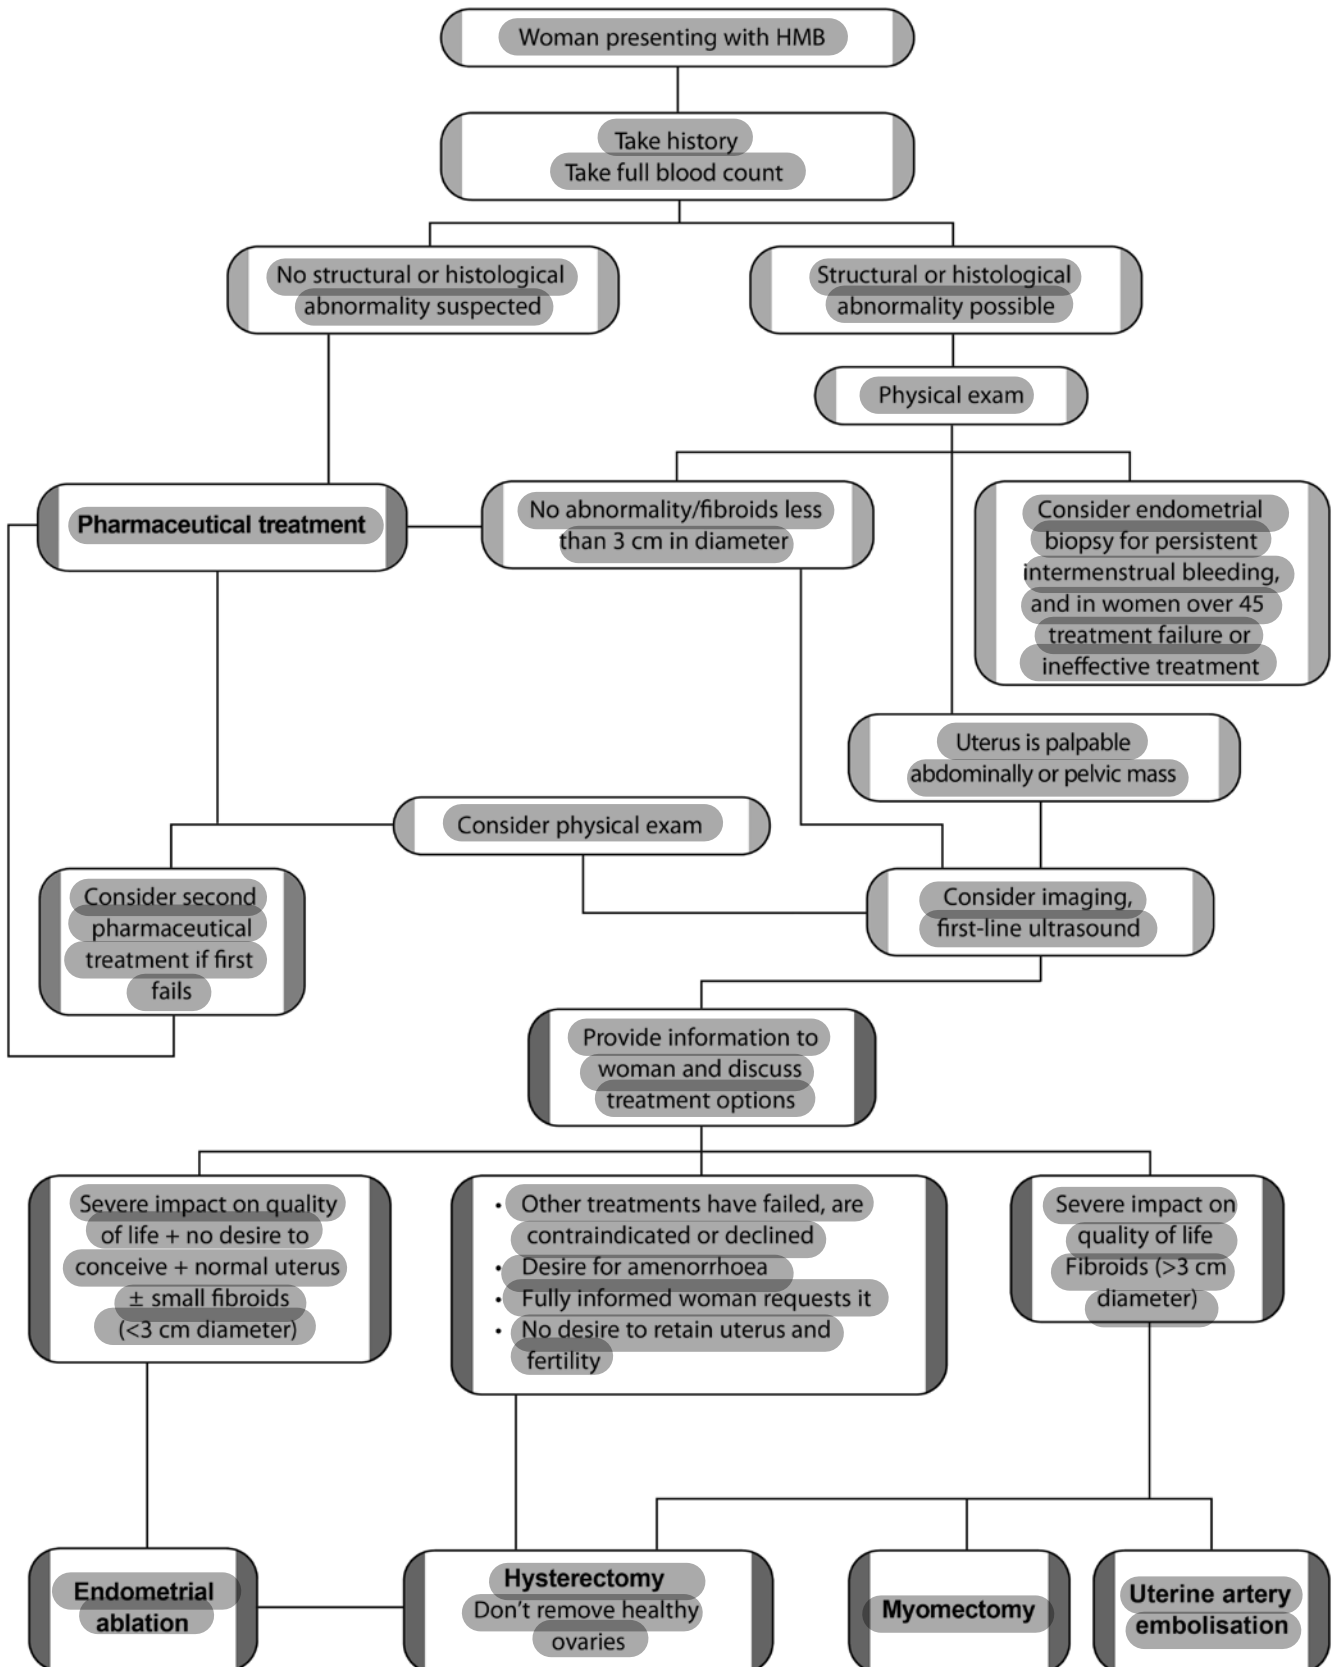 Woman presenting with HMB
Take history
Take full blood count
No structural or histological
abnormality suspected
Structural or histological
abnormality possible
Physical exam
Pharmaceutical treatment
No abnormality/fibroids less
than 3 cm in diameter
Consider endometrial
biopsy for persistent
intermenstrual bleeding,
and in women over 45
treatment failure or
ineffective treatment
Uterus is palpable
abdominally or pelvic mass
Consider physical exam
Consider second
pharmaceutical
treatment if first
fails
Consider imaging,
first-line ultrasound
Provide information to
woman and discuss
treatment options
Severe impact on quality
of life + no desire to
conceive + normal uterus
± small fibroids
(<3 cm diameter)
• Other treatments have failed, are
contraindicated or declined
• Desire for amenorrhoea
• Fully informed woman requests it
• No desire to retain uterus and
fertility
Severe impact on
quality of life
Fibroids (>3 cm
diameter)
Endometrial
ablation
Hysterectomy
Don't remove healthy
ovaries
Myomectomy
Uterine artery
embolisation